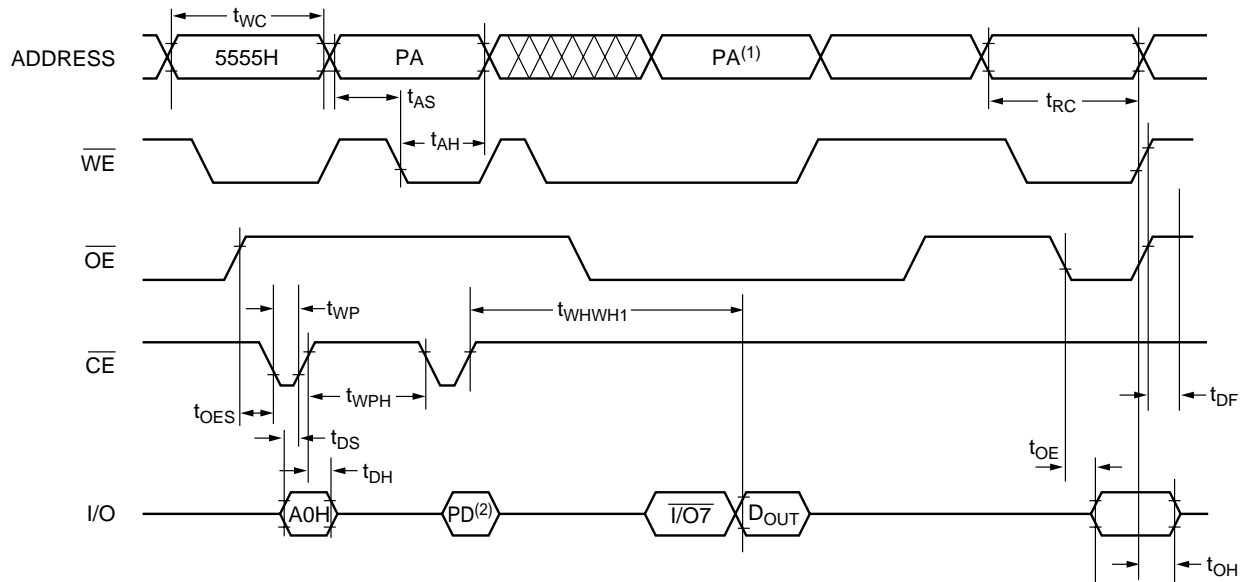 tWC
ADDRESS 5555H PA PA(1)
tAS tRC
tAH
WE
OE
tWP tWHWH1
CE
tWPH tDF
tOES tDS
tOE
tDH
I/O A0H PD(2) I/O7 DOUT
tOH